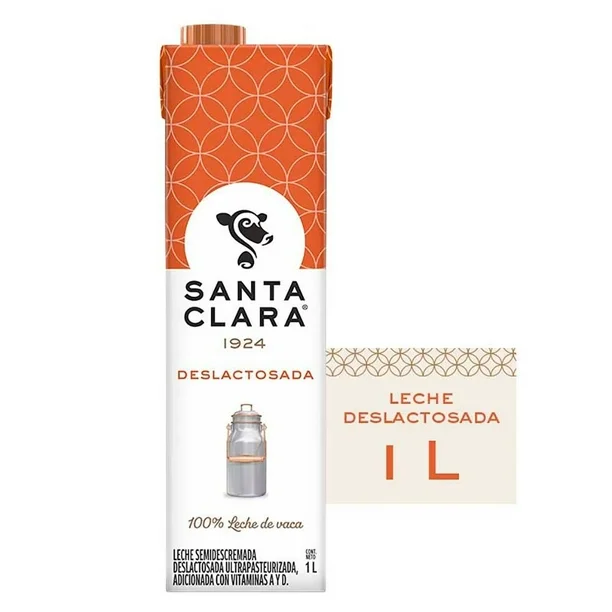 SANTA
CLARA®
1924
DESLACTOSADA
100% Leche de vaca
LECHE SEMIDESCREMADA
DESLACTOSADA ULTRAPASTEURIZADA,
ADICIONADA CON VITAMINAS A Y D.
CONT.
NETO
1 L
LECHE
DESLACTOSADA
1 L